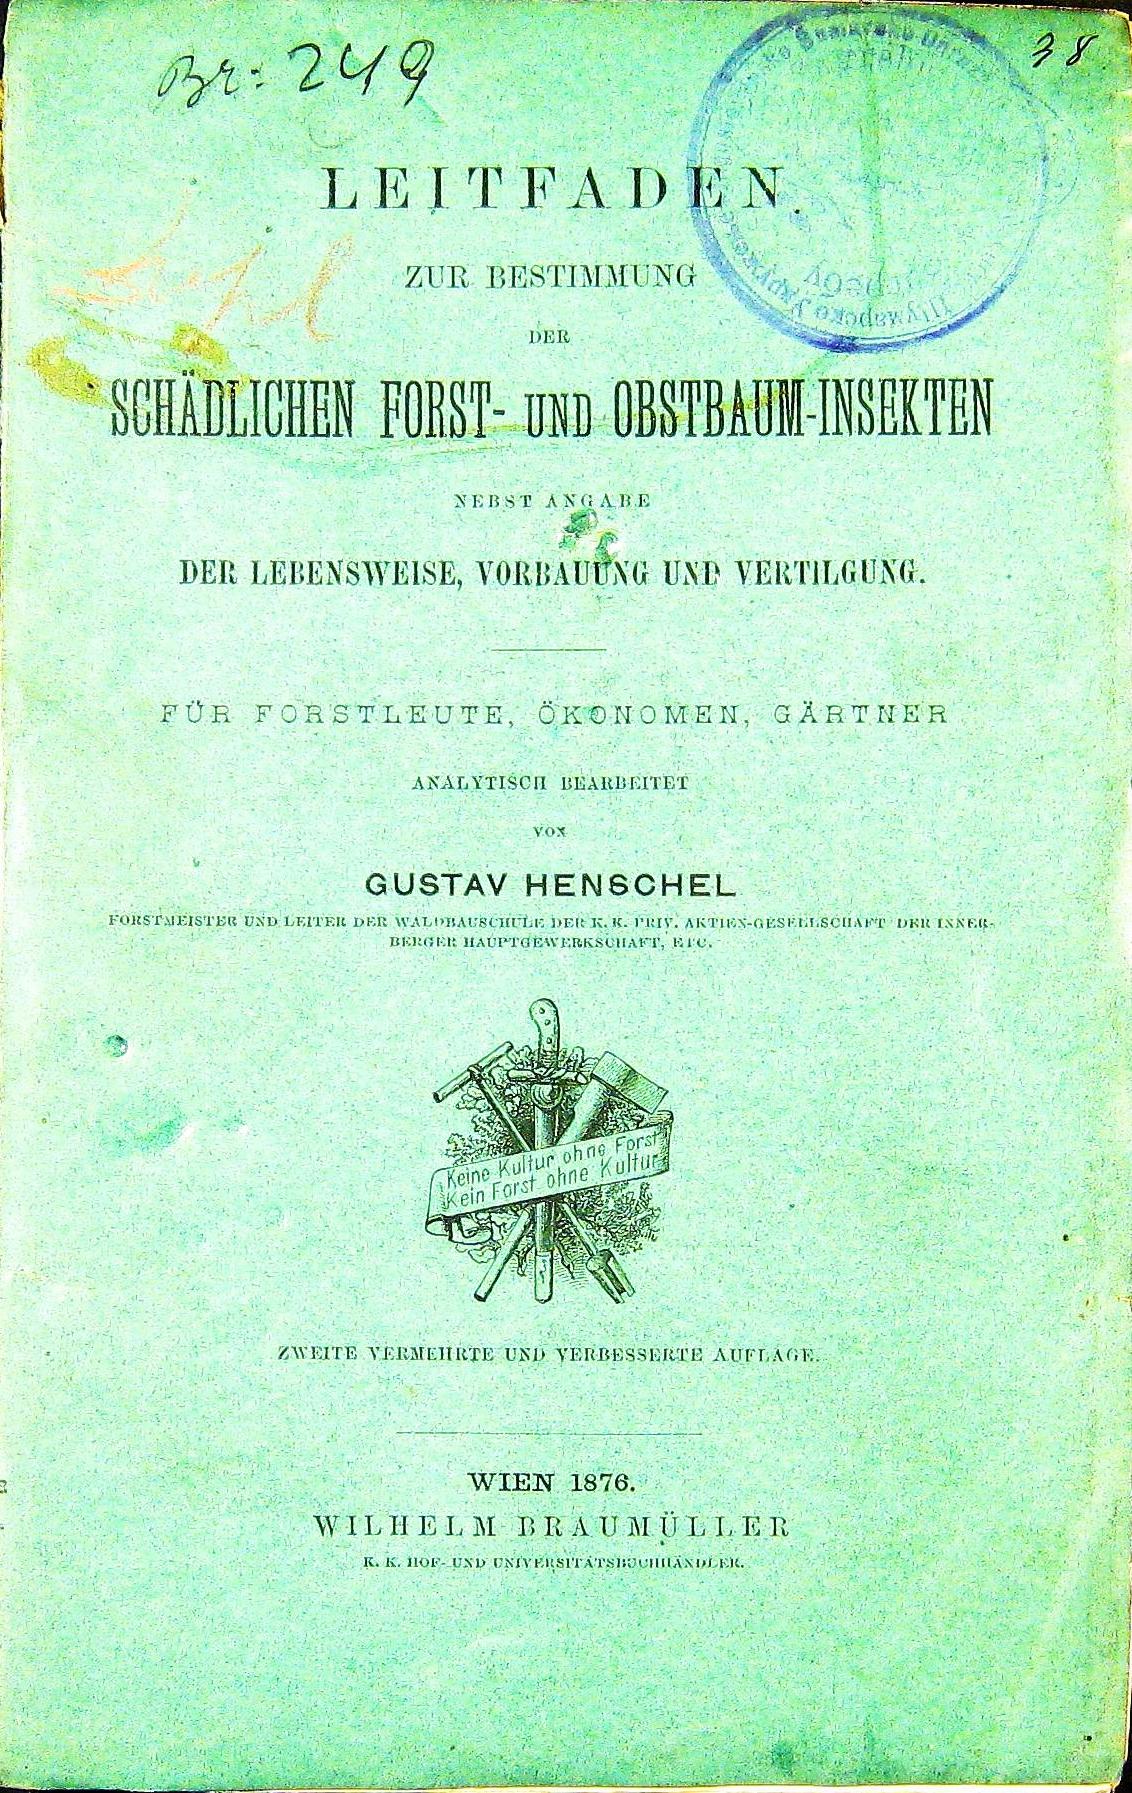 Br: 249
38
LEITFADEN
ZUR BESTIMMUNG
DER
SCHÄDLICHEN FORST- UND OBSTBAUM-INSEKTEN
NEBST ANGABE
DER LEBENSWEISE, VORBAUUNG UND VERTILGUNG.
FÜR FORSTLEUTE, ÖKONOMEN, GÄRTNER
ANALYTISCH BEARBEITET
VON
GUSTAV HENSCHEL
FORSTMEISTER UND LEITER DER WALDBAUSCHULE DER K. K. PRIV. AKTIEN-GESELLSCHAFT DER INNER-
BERGER HAUPTGEWERKSCHAFT, ETC.
Keine Kultur ohne Forst
Kein Forst ohne Kultur
ZWEITE VERMEHRTE UND VERBESSERTE AUFLAGE.
WIEN 1876.
WILHELM BRAUMÜLLER
K. K. HOF- UND UNIVERSITÄTSBUCHHÄNDLER.